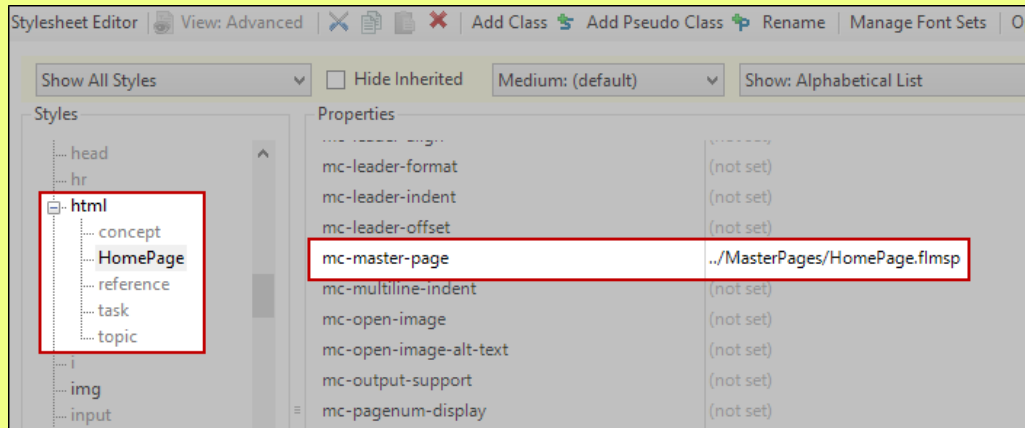 Stylesheet Editor View: Advanced Add Class Add Pseudo Class Rename Manage Font Sets
Show All Styles Hide Inherited Medium: (default) Show: Alphabetical List
Styles Properties
head
hr
html
concept
HomePage
reference
task
topic
i
img
input
mc-leader-format (not set)
mc-leader-indent (not set)
mc-leader-offset (not set)
mc-master-page ../MasterPages/HomePage.flmsp
mc-multiline-indent (not set)
mc-open-image (not set)
mc-open-image-alt-text (not set)
mc-output-support (not set)
mc-pagenum-display (not set)